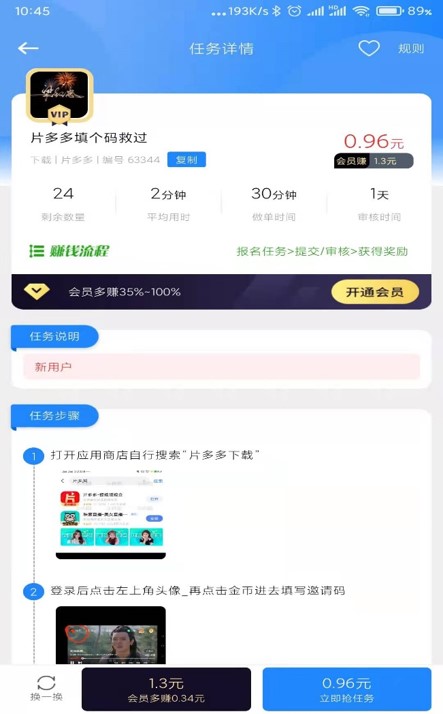 10:45
...193K/s
89%
任务详情
规则
VIP
片多多填个码救过
0.96元
下载 | 片多多 | 编号 63344
复制
会员赚 1.3元
24
2分钟
30分钟
1天
剩余数量
平均用时
做单时间
审核时间
赚钱流程
报名任务>提交/审核>获得奖励
会员多赚35%~100%
开通会员
任务说明
新用户
任务步骤
1
打开应用商店自行搜索"片多多下载"
2
登录后点击左上角头像_再点击金币进去填写邀请码
换一换
1.3元
会员多赚0.34元
0.96元
立即抢任务